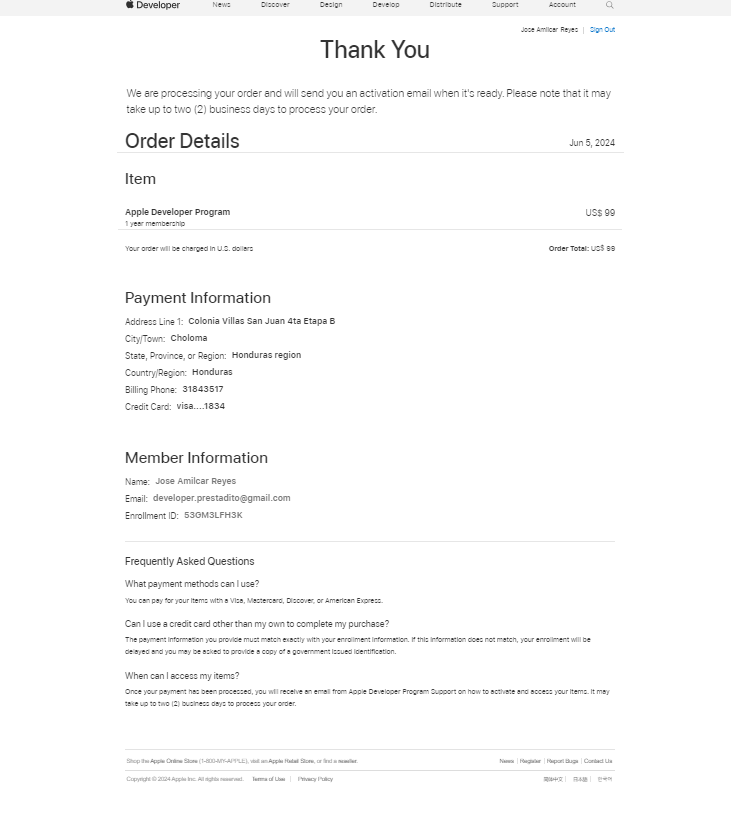 Developer News Discover Design Develop Distribute Support Account
Jose Amilcar Reyes | Sign Out
Thank You
We are processing your order and will send you an activation email when it's ready. Please note that it may
take up to two (2) business days to process your order.
Order Details Jun 5, 2024
Item
Apple Developer Program US$ 99
1 year membership
Your order will be charged in U.S. dollars Order Total: US$ 99
Payment Information
Address Line 1: Colonia Villas San Juan 4ta Etapa B
City/Town: Choloma
State, Province, or Region: Honduras region
Country/Region: Honduras
Billing Phone: 31843517
Credit Card: visa....1834
Member Information
Name: Jose Amilcar Reyes
Email: developer.prestadito@gmail.com
Enrollment ID: 53GM3LFH3K
Frequently Asked Questions
What payment methods can I use?
You can pay for your items with a Visa, Mastercard, Discover, or American Express.
Can I use a credit card other than my own to complete my purchase?
The payment information you provide must match exactly with your enrollment information. If this information does not match, your enrollment will be
delayed and you may be asked to provide a copy of a government issued identification.
When can I access my items?
Once your payment has been processed, you will receive an email from Apple Developer Program Support on how to activate and access your items. It may
take up to two (2) business days to process your order.
Shop the Apple Online Store (1-800-MY-APPLE), visit an Apple Retail Store, or find a reseller. News | Register | Report Bugs | Contact Us
Copyright © 2024 Apple Inc. All rights reserved. Terms of Use | Privacy Policy 简体中文 | 日本語 | 한국어